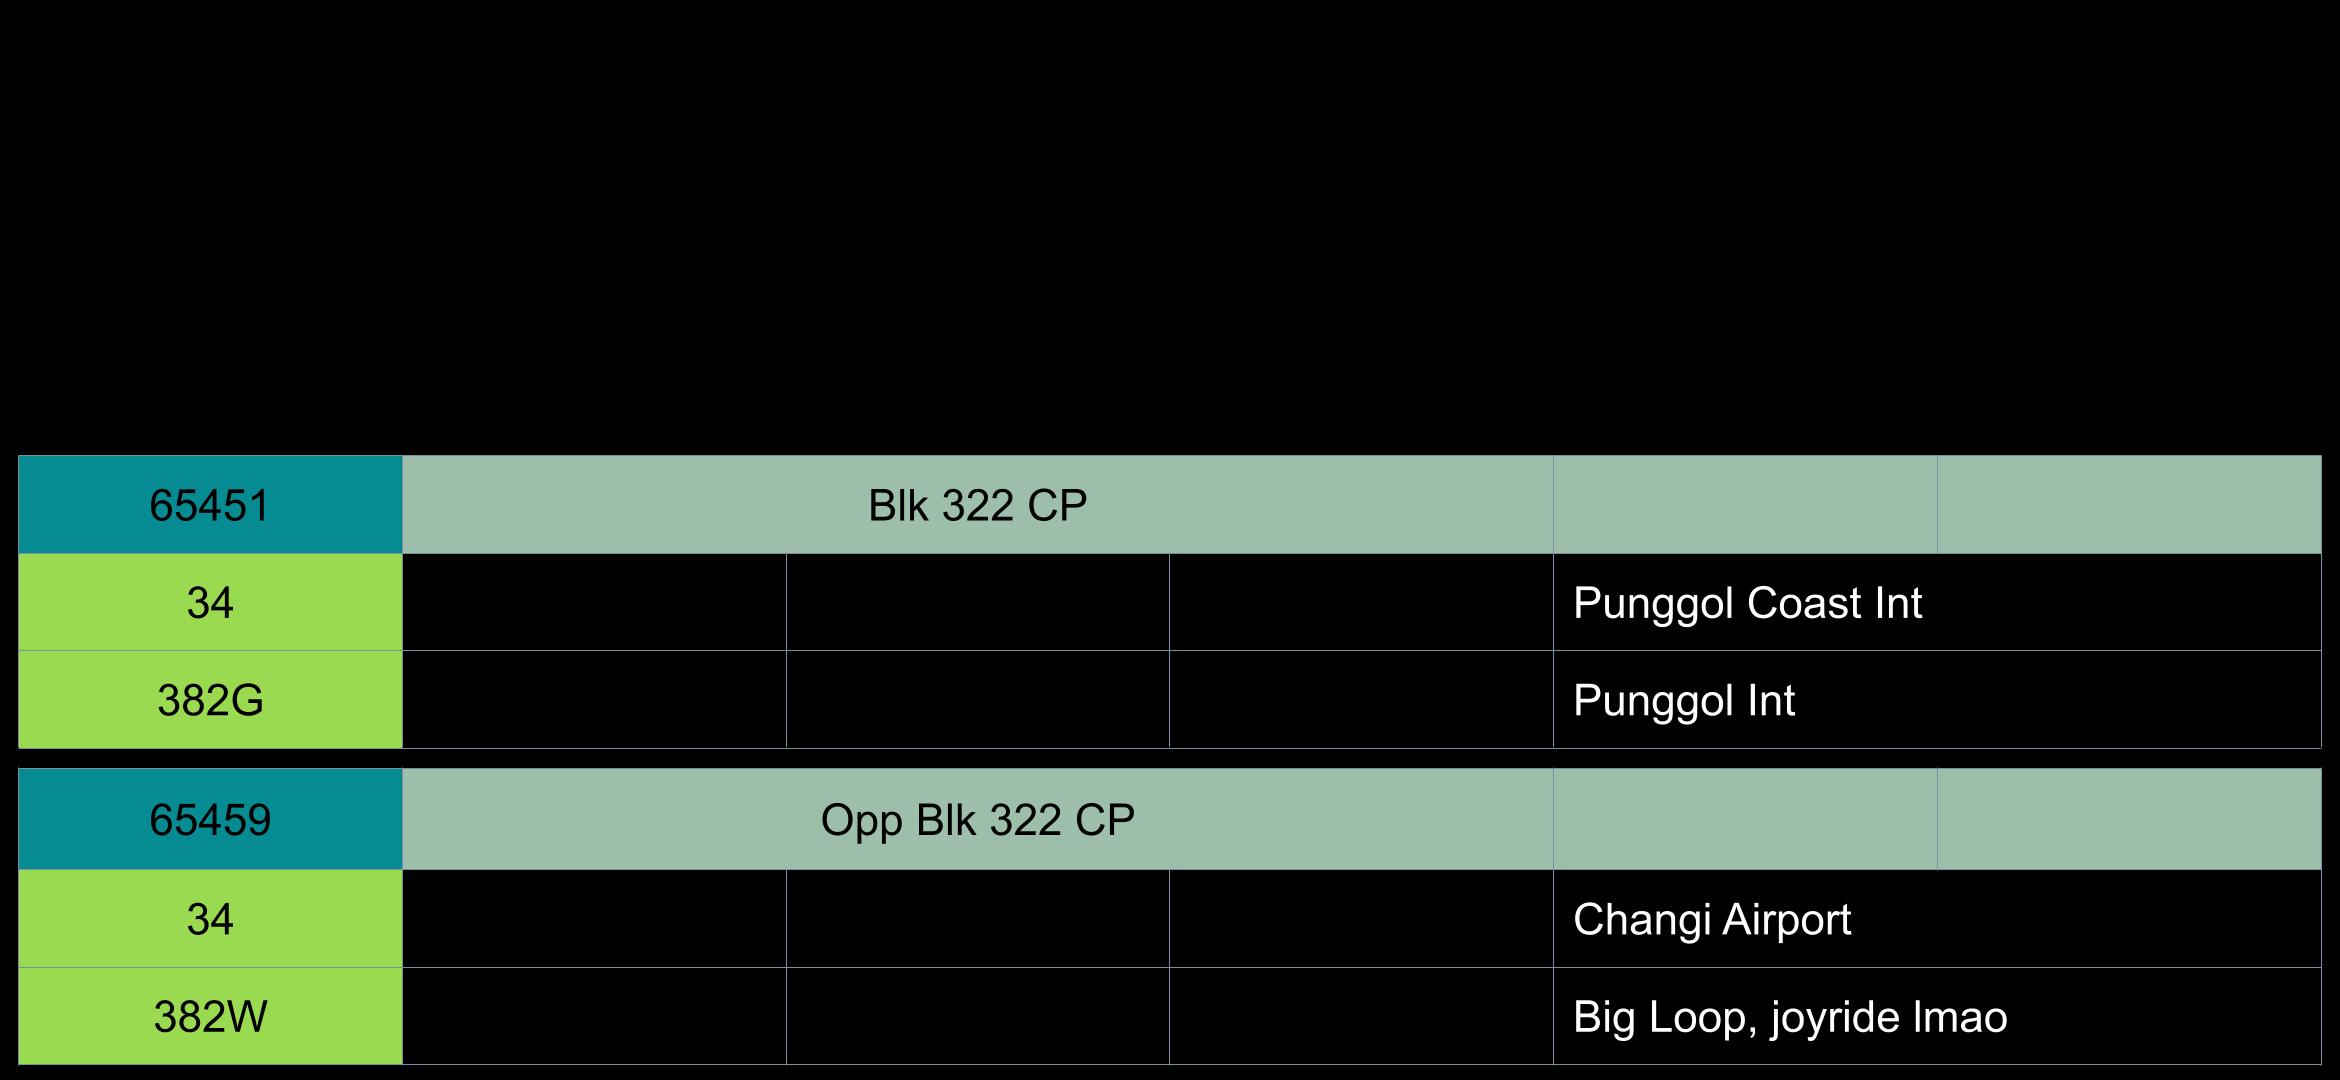 65451 Blk 322 CP
34 Punggol Coast Int
382G Punggol Int
65459 Opp Blk 322 CP
34 Changi Airport
382W Big Loop, joyride lmao